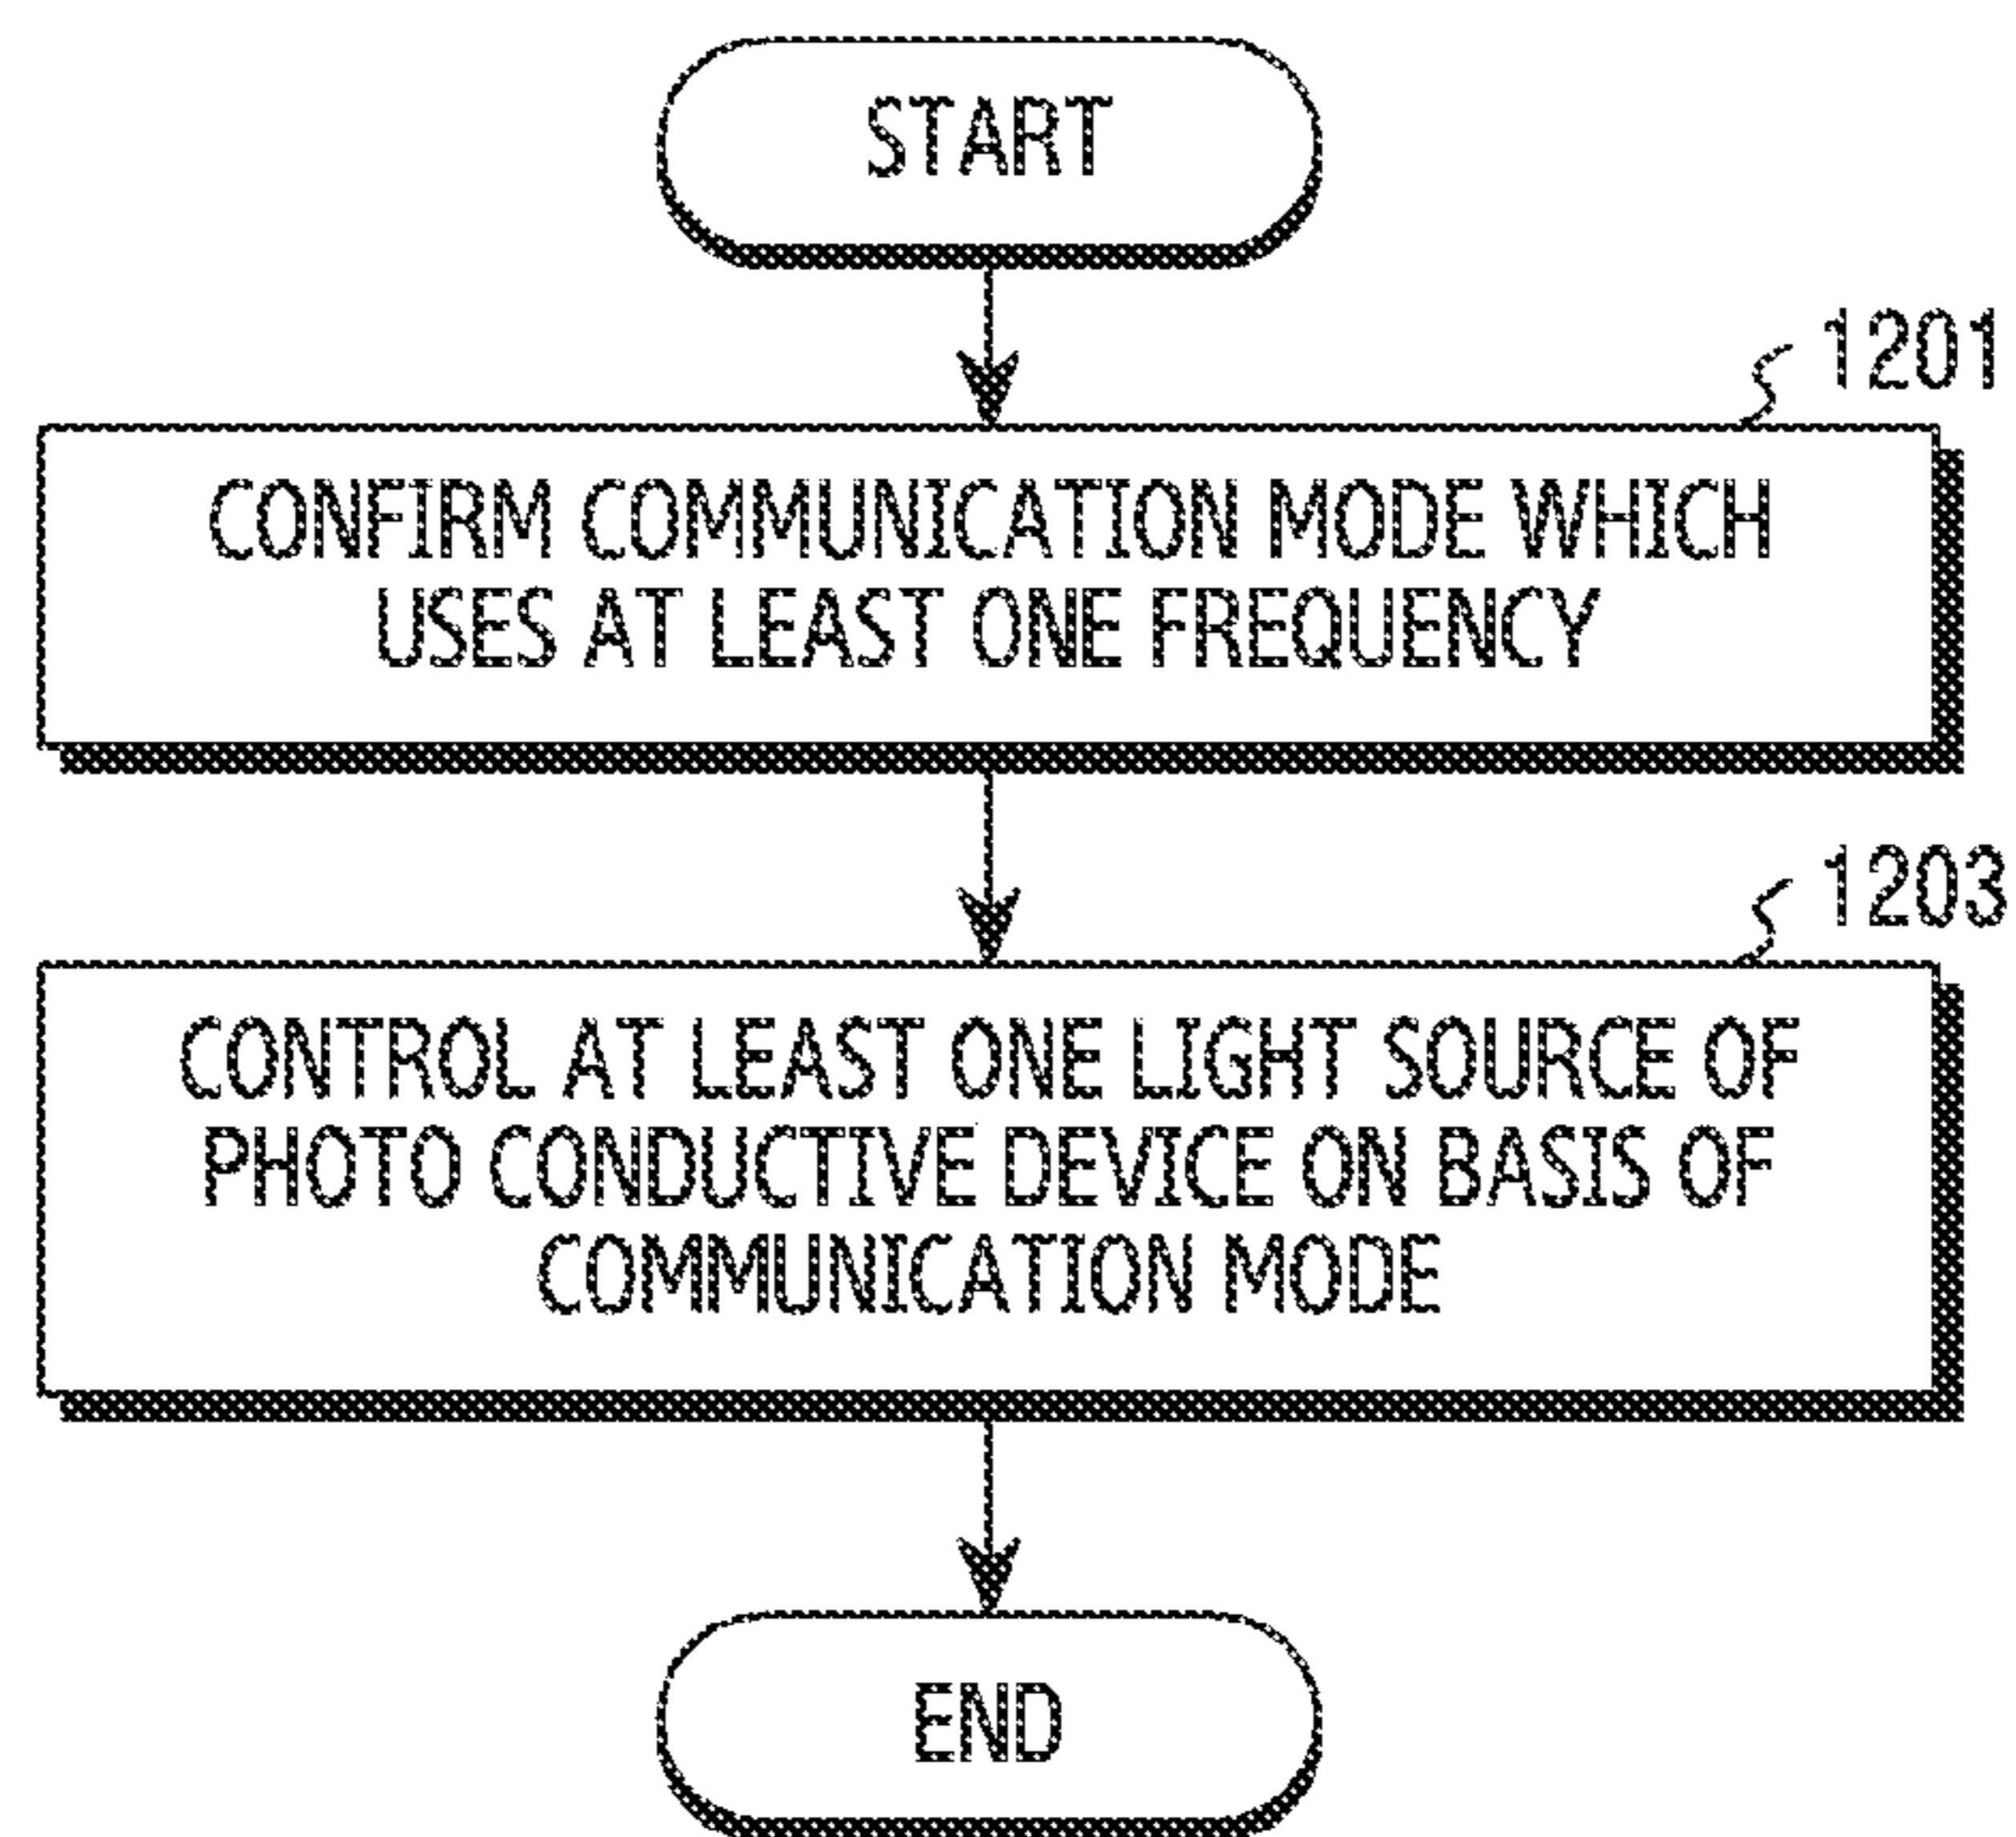 START
1201
CONFIRM COMMUNICATION MODE WHICH
USES AT LEAST ONE FREQUENCY
1203
CONTROL AT LEAST ONE LIGHT SOURCE OF
PHOTO CONDUCTIVE DEVICE ON BASIS OF
COMMUNICATION MODE
END